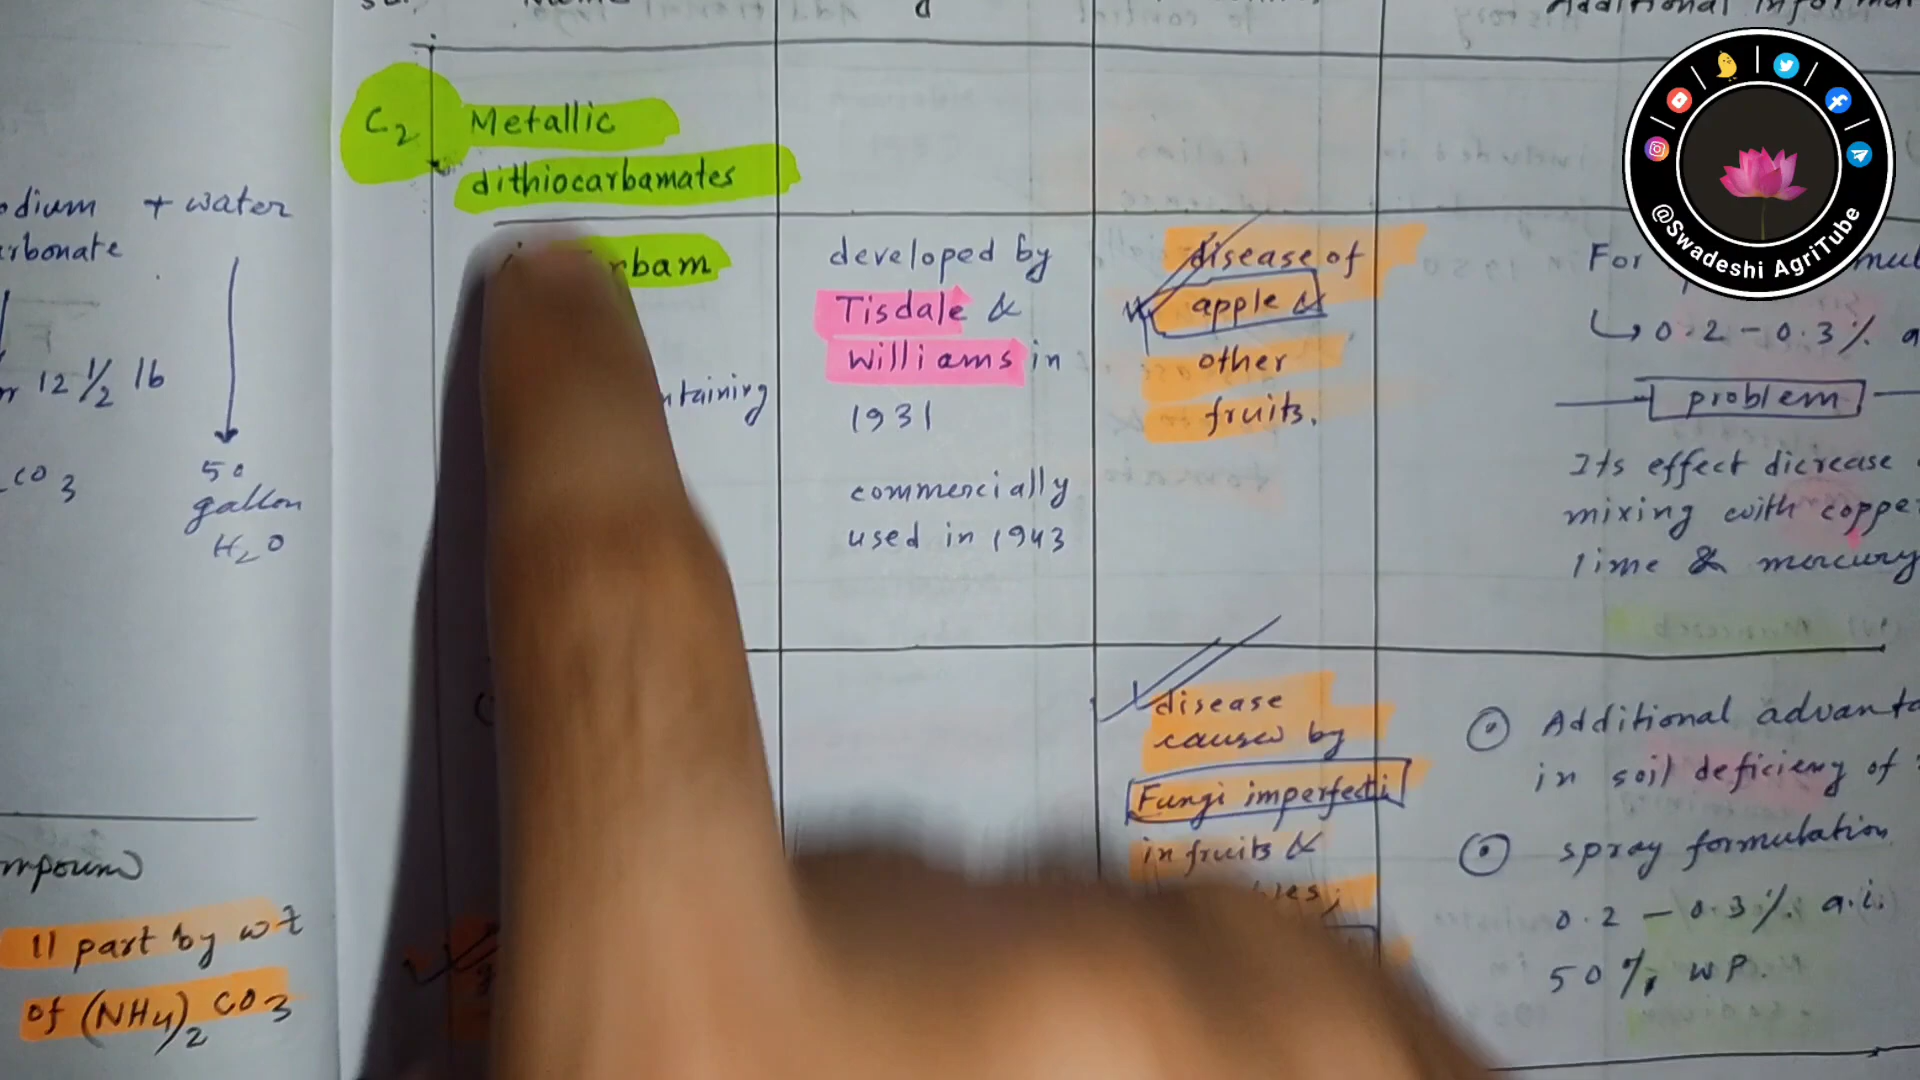 odium + water
rbonate
12 1/2 lb
CO3
50
gallon
H2O
mpound
11 part by wt
of (NH4)2 CO3
C2
Metallic
dithiocarbamates
rbam
ntaining
developed by
Tisdale &
Williams in
1931
commercially
used in 1943
disease of
apple &
other
fruits.
Additional
For
0.2 - 0.3%
problem
Its effect dicrease
mixing with coppe
lime & mercury
disease
caused by
Fungi imperfecti
in fruits &
les,
Additional advanta
in soil deficiency of
spray formulation
0.2 - 0.3% a.i.
50% WP.
@Swadeshi AgriTube